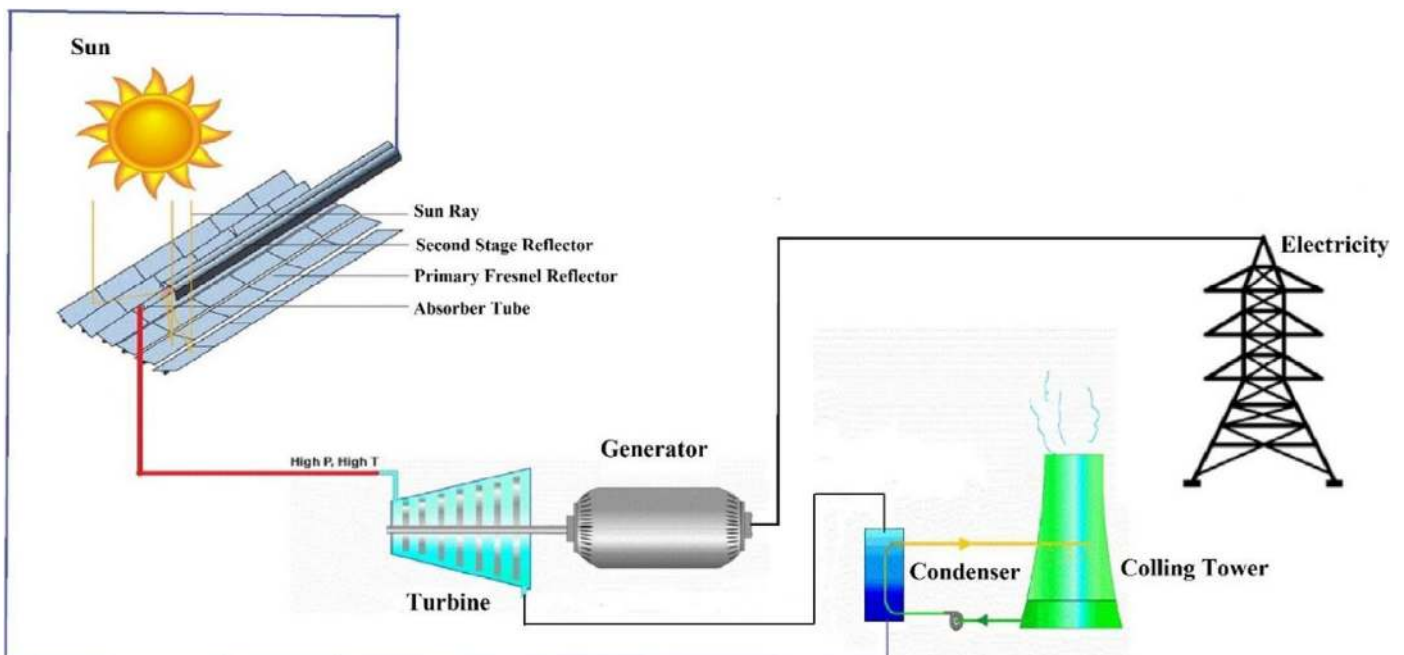 Sun
Sun Ray
Second Stage Reflector
Primary Fresnel Reflector
Absorber Tube
Electricity
High P, High T
Generator
Turbine
Condenser
Colling Tower